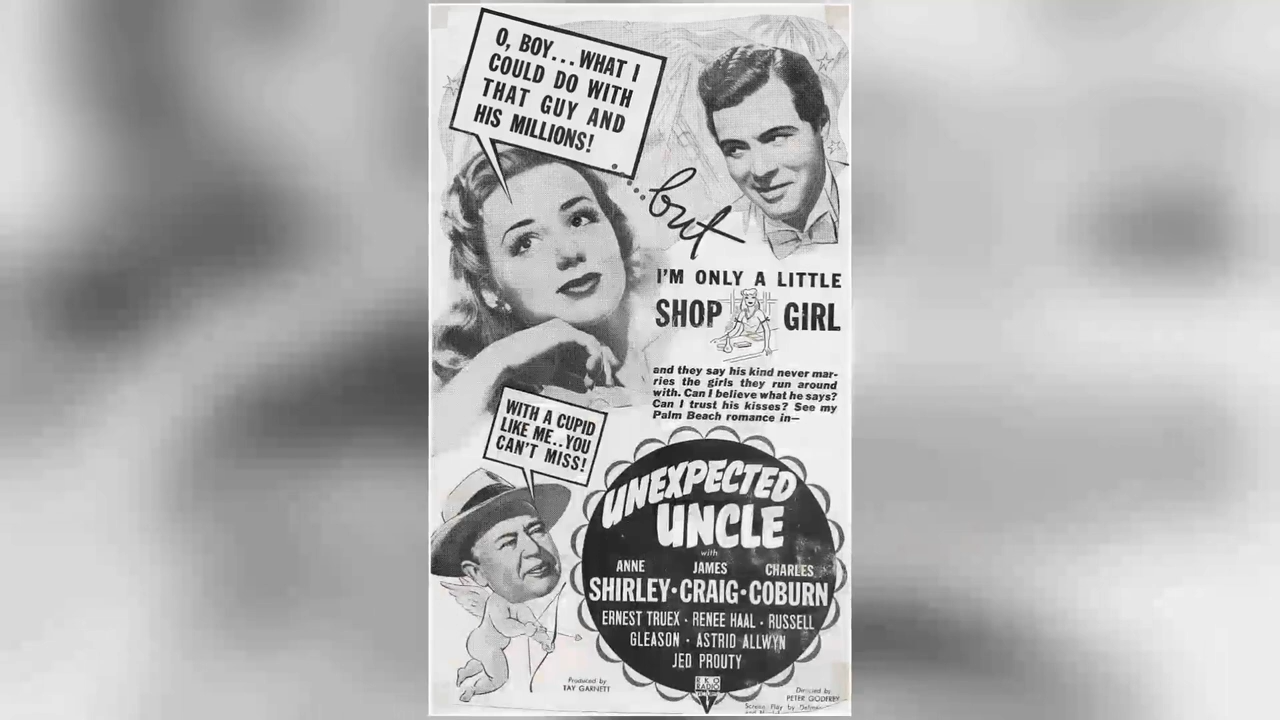 O, BOY...WHAT I
COULD DO WITH
THAT GUY AND
HIS MILLIONS!
...but
I'M ONLY A LITTLE
SHOP GIRL
and they say his kind never mar-
ries the girls they run around
with. Can I believe what he says?
Can I trust his kisses? See my
Palm Beach romance in—
WITH A CUPID
LIKE ME..YOU
CAN'T MISS!
UNEXPECTED
UNCLE
with
ANNE JAMES CHARLES
SHIRLEY·CRAIG·COBURN
ERNEST TRUEX · RENEE HAAL · RUSSELL
GLEASON · ASTRID ALLWYN
JED PROUTY
Produced by
TAY GARNETT
RKO
RADIO
Directed by
PETER GODFREY
Screen Play by